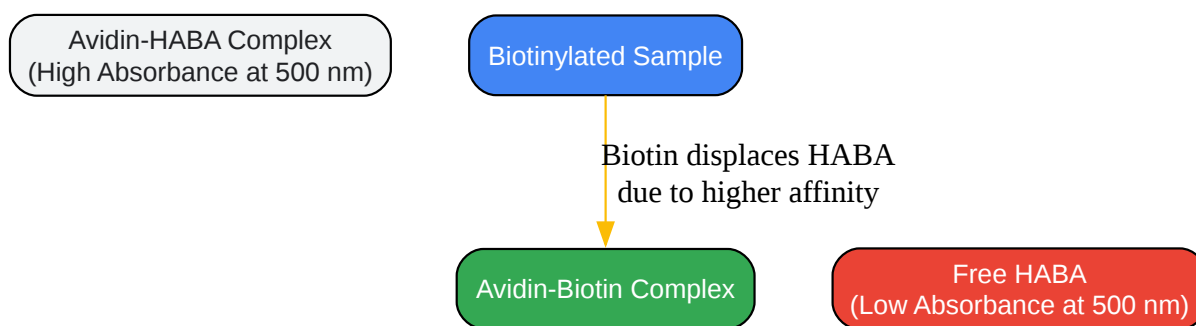 Avidin-HABA Complex
(High Absorbance at 500 nm)
Biotinylated Sample
Biotin displaces HABA
due to higher affinity
Avidin-Biotin Complex
Free HABA
(Low Absorbance at 500 nm)